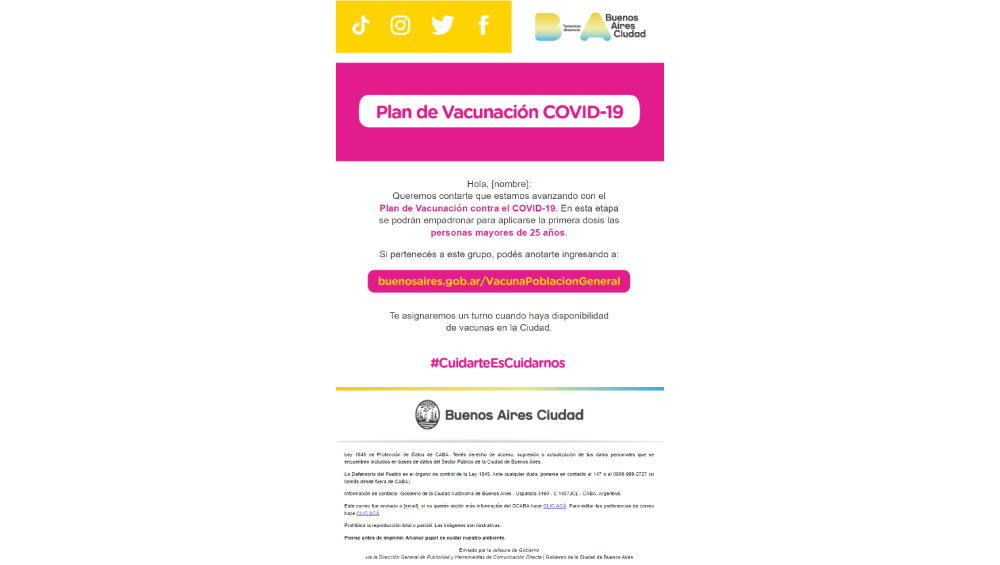 Tenemos
distancia
Buenos
Aires
Ciudad
Plan de Vacunación COVID-19
Hola, [nombre]:
Queremos contarte que estamos avanzando con el
Plan de Vacunación contra el COVID-19. En esta etapa
se podrán empadronar para aplicarse la primera dosis las
personas mayores de 25 años.
Si pertenecés a este grupo, podés anotarte ingresando a:
buenosaires.gob.ar/VacunaPoblacionGeneral
Te asignaremos un turno cuando haya disponibilidad
de vacunas en la Ciudad.
#CuidarteEsCuidarnos
Buenos Aires Ciudad
Ley 1845 de Protección de Datos de CABA. Tenés derecho de acceso, supresión o actualización de tus datos personales que se
encuentren incluidos en bases de datos del Sector Público de la Ciudad de Buenos Aires.
La Defensoría del Pueblo es el órgano de control de la Ley 1845. Ante cualquier duda, ponerse en contacto al 147 o al 0800-999-2727 (si
llamás desde fuera de CABA).
Información de contacto: Gobierno de la Ciudad Autónoma de Buenos Aires - Uspallata 3160 - C 1437JCL - CABA, Argentina.
Este correo fue enviado a [email], si no querés recibir más información del GCABA hace CLIC ACÁ. Para editar tus preferencias de correo
hace CLIC ACÁ
Prohibida la reproducción total o parcial. Las imágenes son ilustrativas.
Piense antes de imprimir. Ahorrar papel es cuidar nuestro ambiente.
Enviado por la Jefatura de Gobierno
vía la Dirección General de Publicidad y Herramientas de Comunicación Directa | Gobierno de la Ciudad de Buenos Aires